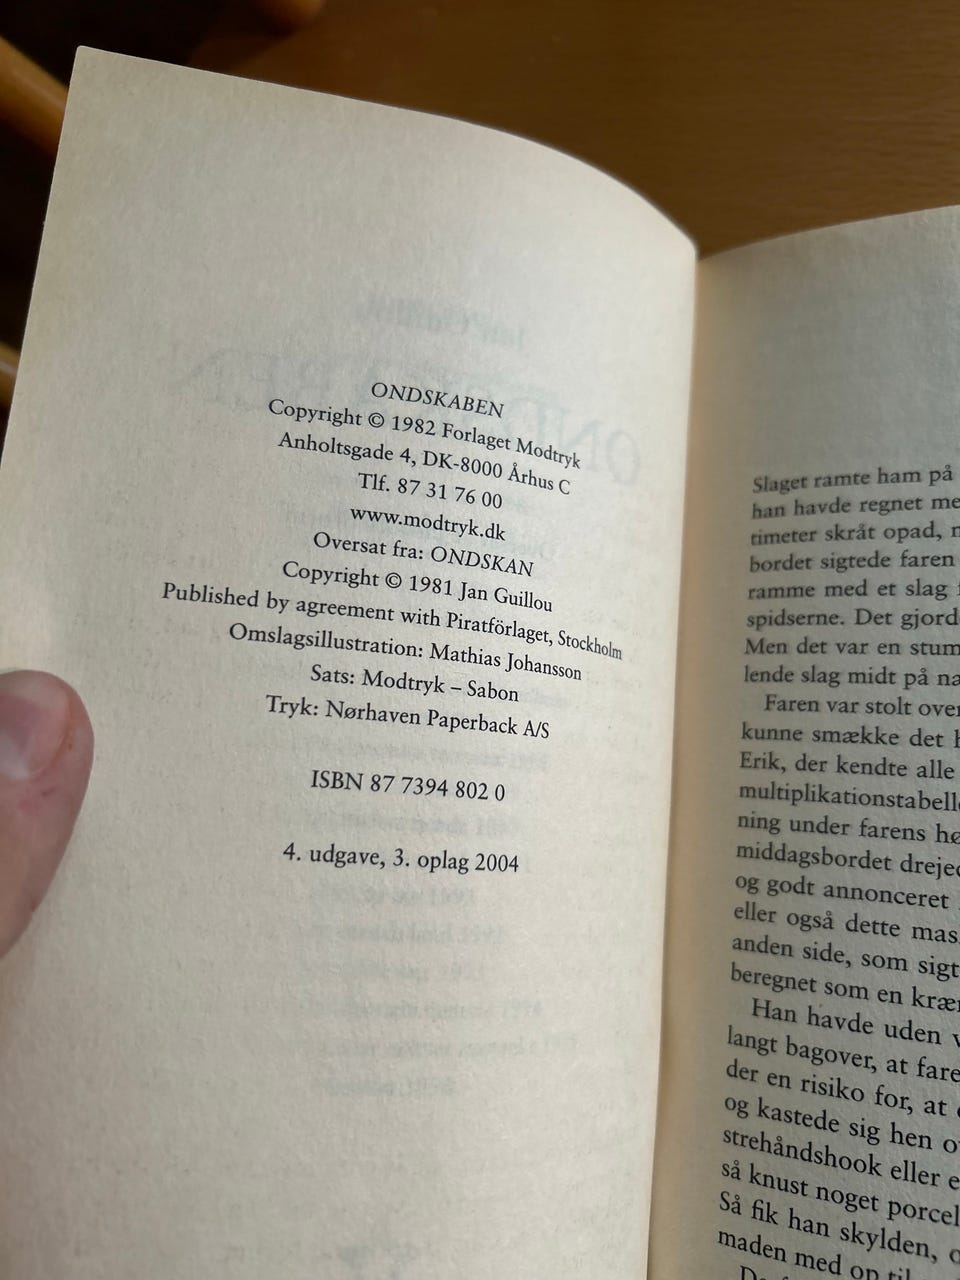 ONDSKABEN
Copyright © 1982 Forlaget Modtryk
Anholtsgade 4, DK-8000 Århus C
Tlf. 87 31 76 00
www.modtryk.dk
Oversat fra: ONDSKAN
Copyright © 1981 Jan Guillou
Published by agreement with Piratförlaget, Stockholm
Omslagsillustration: Mathias Johansson
Sats: Modtryk – Sabon
Tryk: Nørhaven Paperback A/S
ISBN 87 7394 802 0
4. udgave, 3. oplag 2004
Slaget ramte ham på
han havde regnet me
timeter skråt opad, n
bordet sigtede faren
ramme med et slag
spidserne. Det gjord
Men det var en stum
lende slag midt på na
Faren var stolt over
kunne smække det h
Erik, der kendte alle
multiplikationstabelle
ning under farens hø
middagsbordet drejed
og godt annonceret
eller også dette mas
anden side, som sigt
beregnet som en kræn
Han havde uden v
langt bagover, at fare
der en risiko for, at
og kastede sig hen o
strehåndshook eller e
så knust noget porcel
Så fik han skylden, o
maden med op til